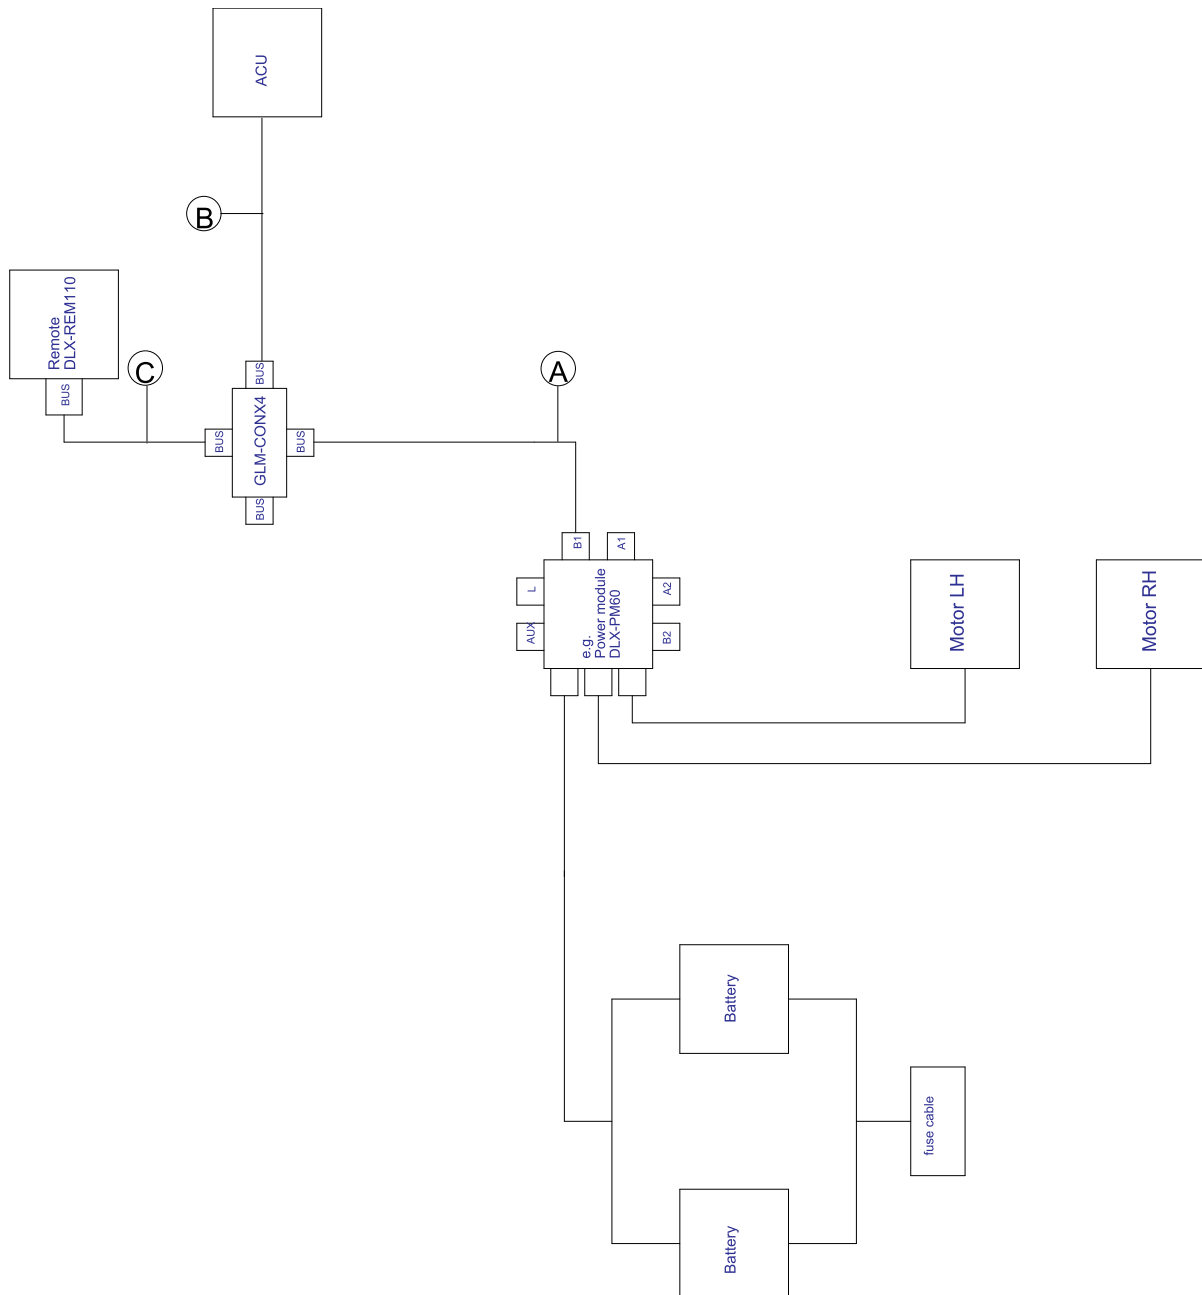 ACU
B
Remote
DLX-REM110
BUS
C
BUS
BUS
GLM-CONX4
BUS
BUS
A
B1
A1
L
AUX
e.g.
Power module
DLX-PM60
A2
B2
Motor LH
Motor RH
Battery
fuse cable
Battery